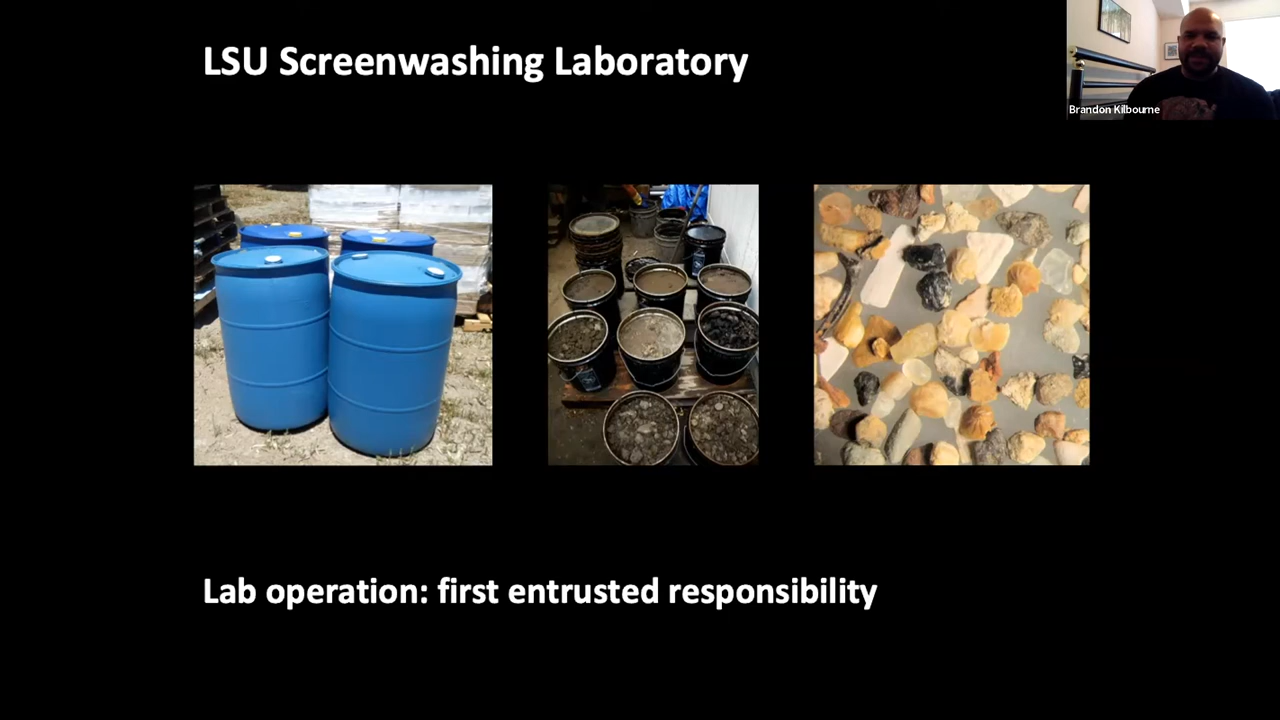 LSU Screenwashing Laboratory
Brandon Kilbourne
Lab operation: first entrusted responsibility